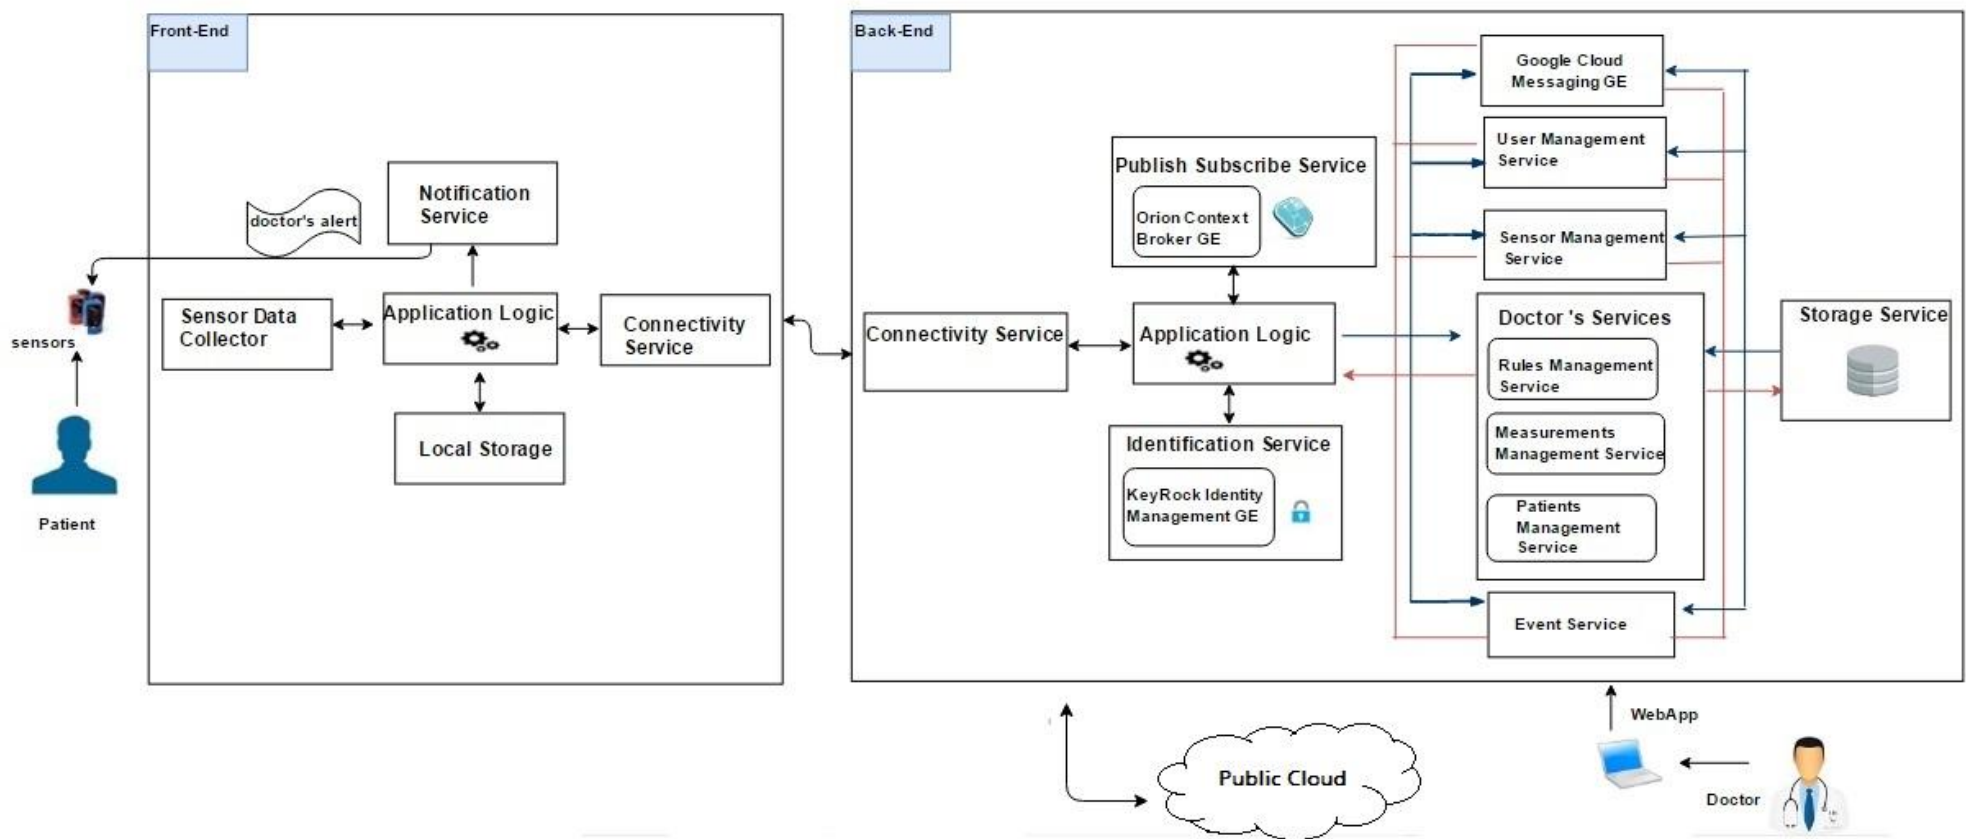 Front-End
Notification
Service
doctor's alert
sensors
Patient
Sensor Data
Collector
Application Logic
Connectivity
Service
Local Storage
Back-End
Publish Subscribe Service
Orion Context
Broker GE
Connectivity Service
Application Logic
Identification Service
KeyRock Identity
Management GE
Google Cloud
Messaging GE
User Management
Service
Sensor Management
Service
Doctor 's Services
Rules Management
Service
Measurements
Management Service
Patients
Management
Service
Event Service
Storage Service
Public Cloud
WebApp
Doctor